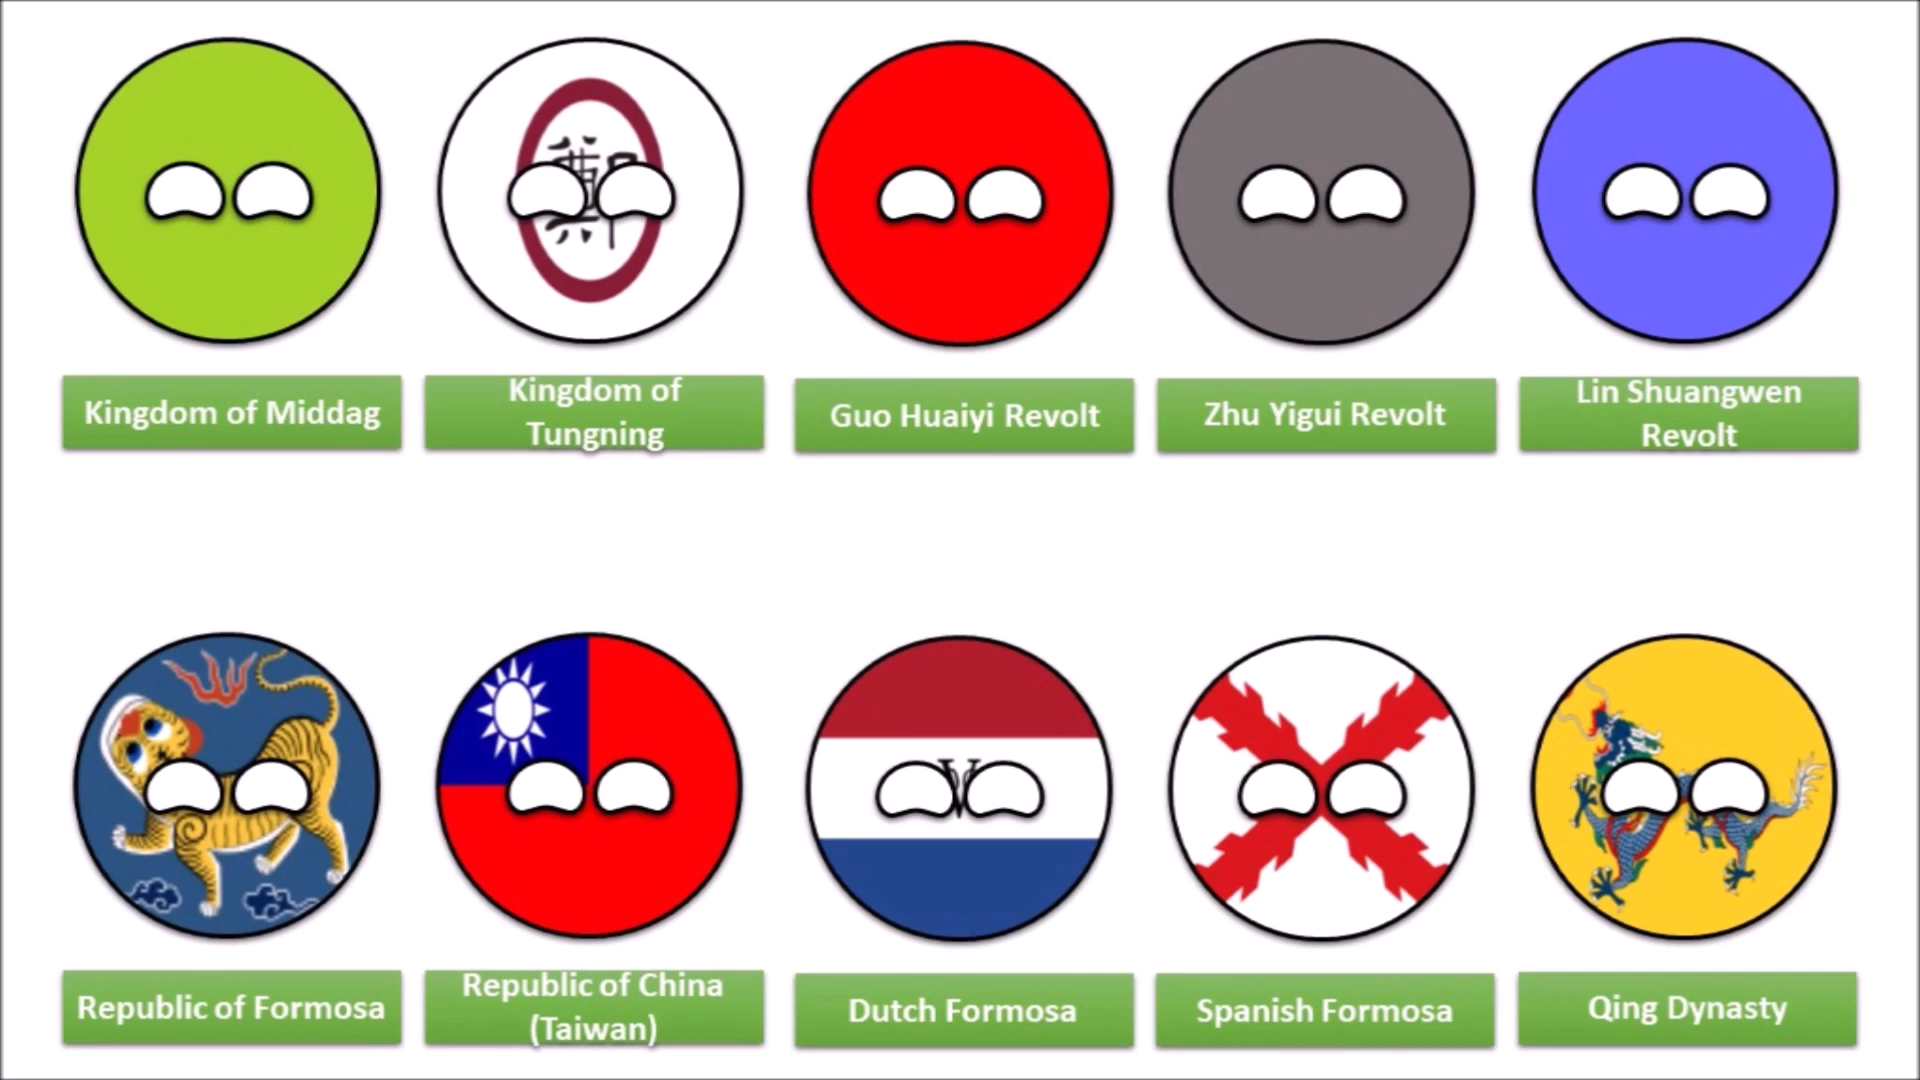 鄭
Kingdom of Middag
Kingdom of
Tungning
Guo Huaiyi Revolt
Zhu Yigui Revolt
Lin Shuangwen
Revolt
Republic of Formosa
Republic of China
(Taiwan)
Dutch Formosa
Spanish Formosa
Qing Dynasty